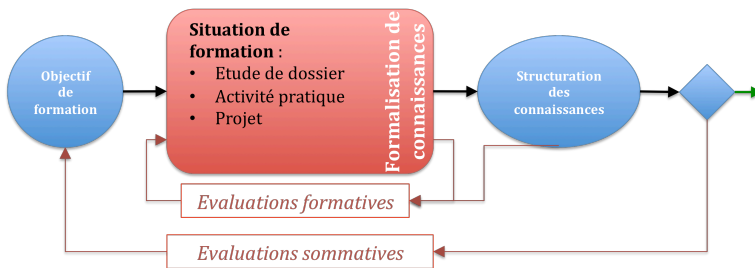 Objectif
de
formation
Situation de
formation :
• Etude de dossier
• Activité pratique
• Projet
Formalisation de
connaissances
Structuration
des
connaissances
Evaluations formatives
Evaluations sommatives